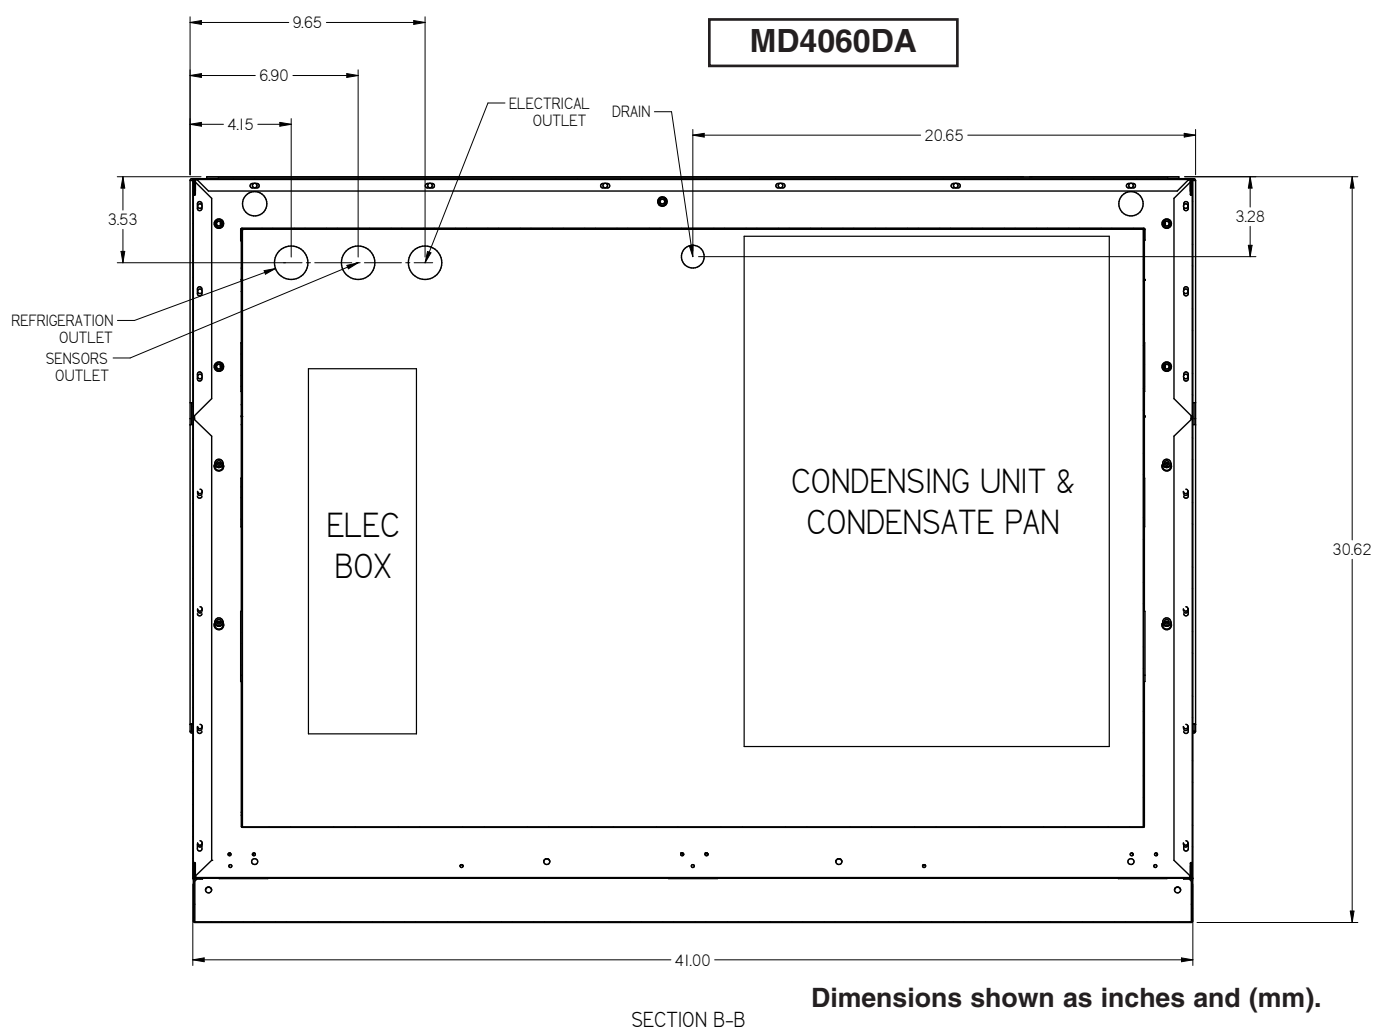 9.65
MD4060DA
6.90
ELECTRICAL
OUTLET
DRAIN
4.15
20.65
3.53
3.28
REFRIGERATION
OUTLET
SENSORS
OUTLET
CONDENSING UNIT &
CONDENSATE PAN
ELEC
BOX
30.62
41.00
Dimensions shown as inches and (mm).
SECTION B-B